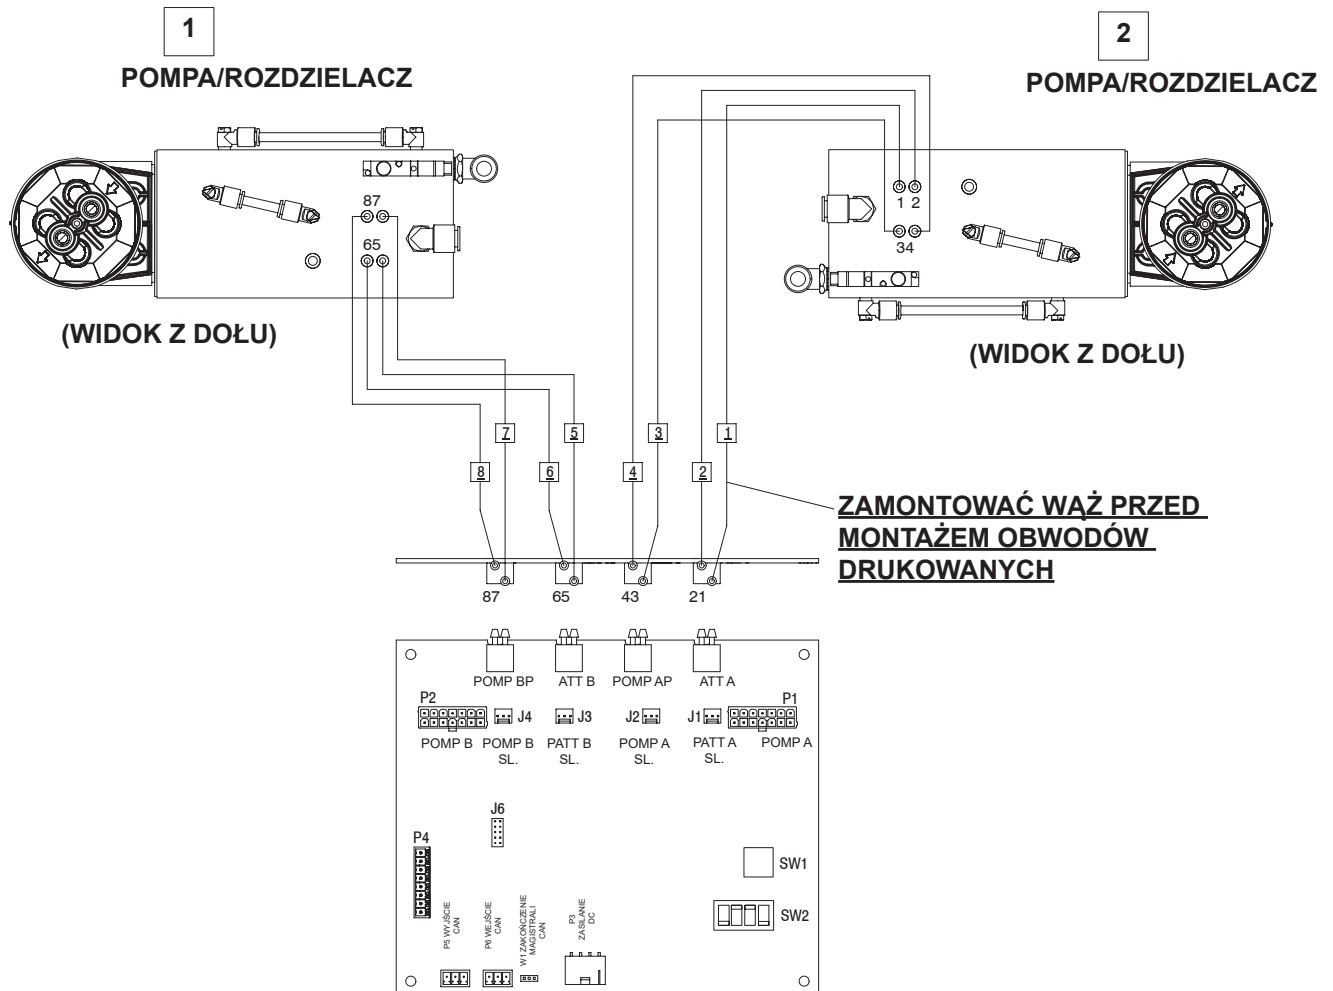 1
POMPA/ROZDZIELACZ
2
POMPA/ROZDZIELACZ
87
65
1 2
34
(WIDOK Z DOŁU)
(WIDOK Z DOŁU)
7
5
3
1
8
6
4
2
ZAMONTOWAĆ WĄŻ PRZED
MONTAŻEM OBWODÓW
DRUKOWANYCH
87
65
43
21
POMP BP
ATT B
POMP AP
ATT A
P2
J4
J3
J2
J1
P1
POMP B
POMP B
SL.
PATT B
SL.
POMP A
SL.
PATT A
SL.
POMP A
J6
P4
SW1
SW2
P5 WYJŚCIE
CAN
P6 WEJŚCIE
CAN
W1 ZAKOŃCZENIE
MAGISTRALI
CAN
P3
ZASILANIE
DC